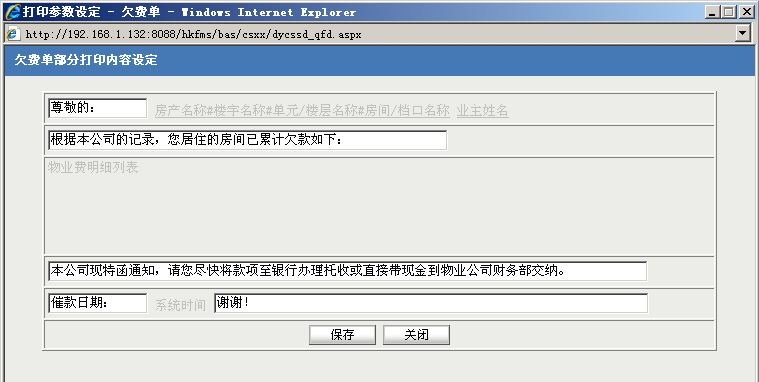 打印参数设定 - 欠费单 - Windows Internet Explorer
http://192.168.1.132:8088/hkfms/bas/csxx/dycssd_qfd.aspx
欠费单部分打印内容设定
尊敬的： 房产名称#楼宇名称#单元/楼层名称#房间/档口名称 业主姓名
根据本公司的记录，您居住的房间已累计欠款如下：
物业费明细列表
本公司现特函通知，请您尽快将款项至银行办理托收或直接带现金到物业公司财务部交纳。
催款日期： 系统时间 谢谢！
保存 关闭